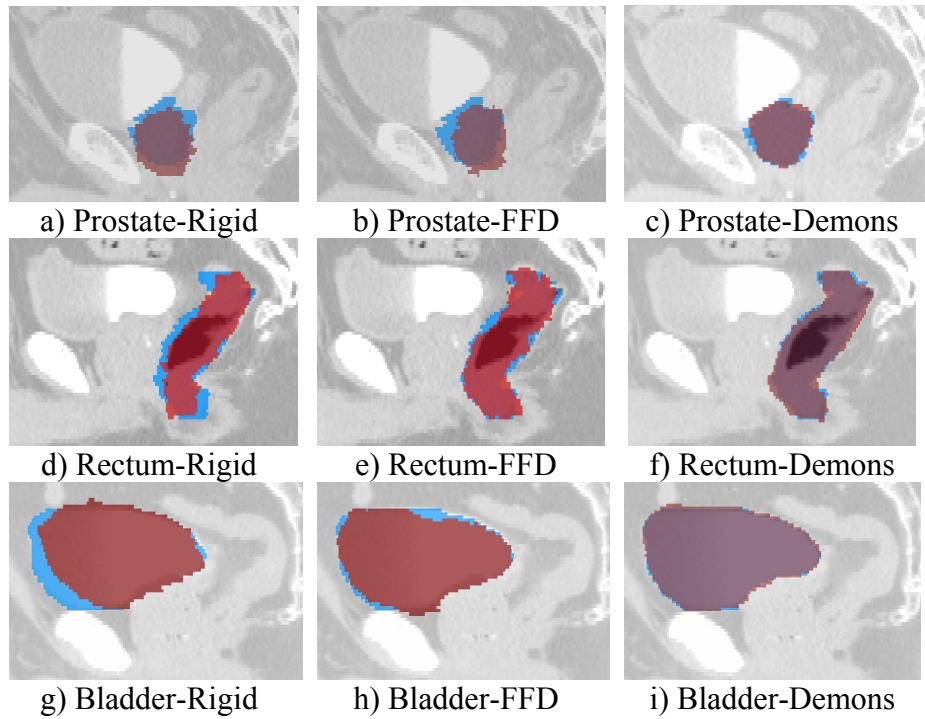 a) Prostate-Rigid b) Prostate-FFD c) Prostate-Demons
d) Rectum-Rigid e) Rectum-FFD f) Rectum-Demons
g) Bladder-Rigid h) Bladder-FFD i) Bladder-Demons